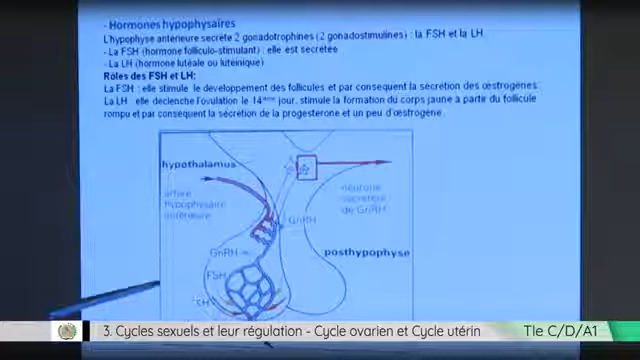 - Hormones hypophysaires
L'hypophyse antérieure secrète 2 gonadotrophines (2 gonadostimulines) : la FSH et la LH.
- La FSH (hormone folliculo-stimulant) : elle est secrétée
- La LH (hormone lutéale ou lutéinique)
Rôles des FSH et LH:
La FSH : elle stimule le développement des follicules et par consequent la sécrétion des œstrogènes
La LH elle déclenche l'ovulation le 14ème jour, stimule la formation du corps jaune à partir du follicule
rompu et par conséquent la sécrétion de la progesterone et un peu d'œstrogène
hypothalamus
artère
hypophysaire
antérieure
neurone
sécréteur
de GnRH
GnRH
GnRH
posthypophyse
FSH
LH
3. Cycles sexuels et leur régulation - Cycle ovarien et Cycle utérin
Tle C/D/A1